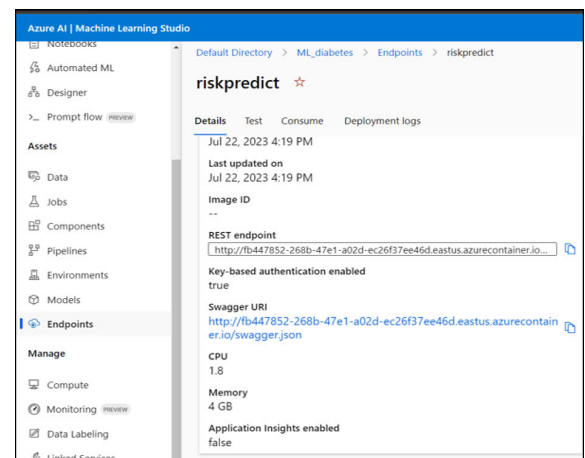 Azure AI | Machine Learning Studio
Notebooks
Automated ML
Designer
Prompt flow PREVIEW
Assets
Data
Jobs
Components
Pipelines
Environments
Models
Endpoints
Manage
Compute
Monitoring PREVIEW
Data Labeling
Linked Services
Default Directory > ML_diabetes > Endpoints > riskpredict
riskpredict
Details Test Consume Deployment logs
Jul 22, 2023 4:19 PM
Last updated on
Jul 22, 2023 4:19 PM
Image ID
--
REST endpoint
http://fb447852-268b-47e1-a02d-ec26f37ee46d.eastus.azurecontainer.io...
Key-based authentication enabled
true
Swagger URI
http://fb447852-268b-47e1-a02d-ec26f37ee46d.eastus.azurecontain
er.io/swagger.json
CPU
1.8
Memory
4 GB
Application Insights enabled
false